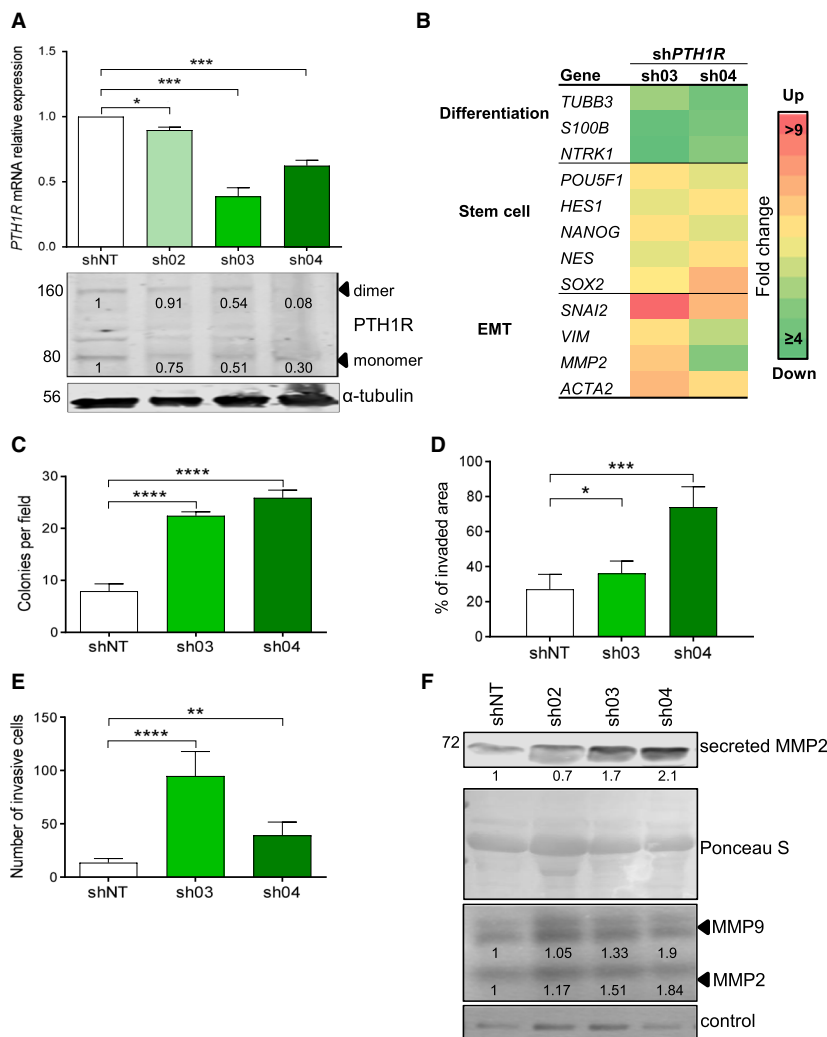 A
PTH1R mRNA relative expression
1.5
1.0
0.5
0.0
***
***
*
shNT sh02 sh03 sh04
160
1 0.91 0.54 0.08
dimer
PTH1R
80
1 0.75 0.51 0.30
monomer
56
α-tubulin
B
shPTH1R
Gene sh03 sh04
Differentiation
TUBB3
S100B
NTRK1
Stem cell
POU5F1
HES1
NANOG
NES
SOX2
EMT
SNAI2
VIM
MMP2
ACTA2
Up
>9
Fold change
≥4
Down
C
Colonies per field
30
20
10
0
****
****
shNT sh03 sh04
D
% of invaded area
100
80
60
40
20
0
***
*
shNT sh03 sh04
E
Number of invasive cells
150
100
50
0
**
****
shNT sh03 sh04
F
shNT sh02 sh03 sh04
72
secreted MMP2
1 0.7 1.7 2.1
Ponceau S
MMP9
1 1.05 1.33 1.9
MMP2
1 1.17 1.51 1.84
control